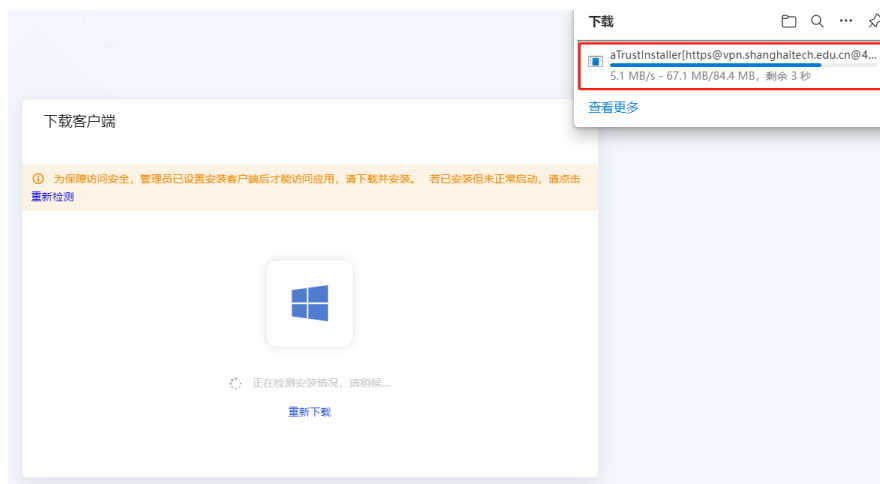 下载
aTrustInstaller[https@vpn.shanghaitech.edu.cn@4...
5.1 MB/s - 67.1 MB/84.4 MB，剩余 3 秒
查看更多
下载客户端
为保障访问安全，管理员已设置安装客户端后才能访问应用，请下载并安装。 若已安装但未正常启动，请点击
重新检测
正在检测安装情况，请稍候...
重新下载